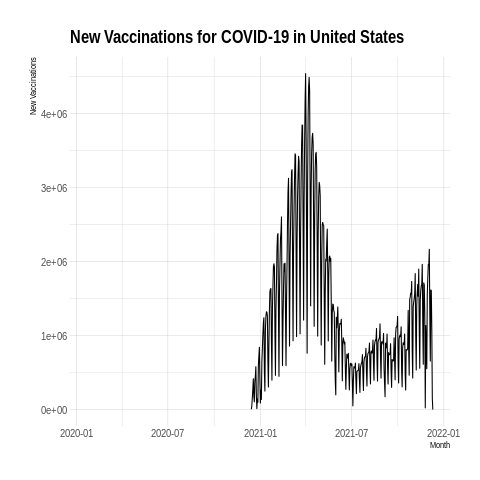 New Vaccinations for COVID-19 in United States
New Vaccinations
4e+06
3e+06
2e+06
1e+06
0e+00
2020-01 2020-07 2021-01 2021-07 2022-01
Month